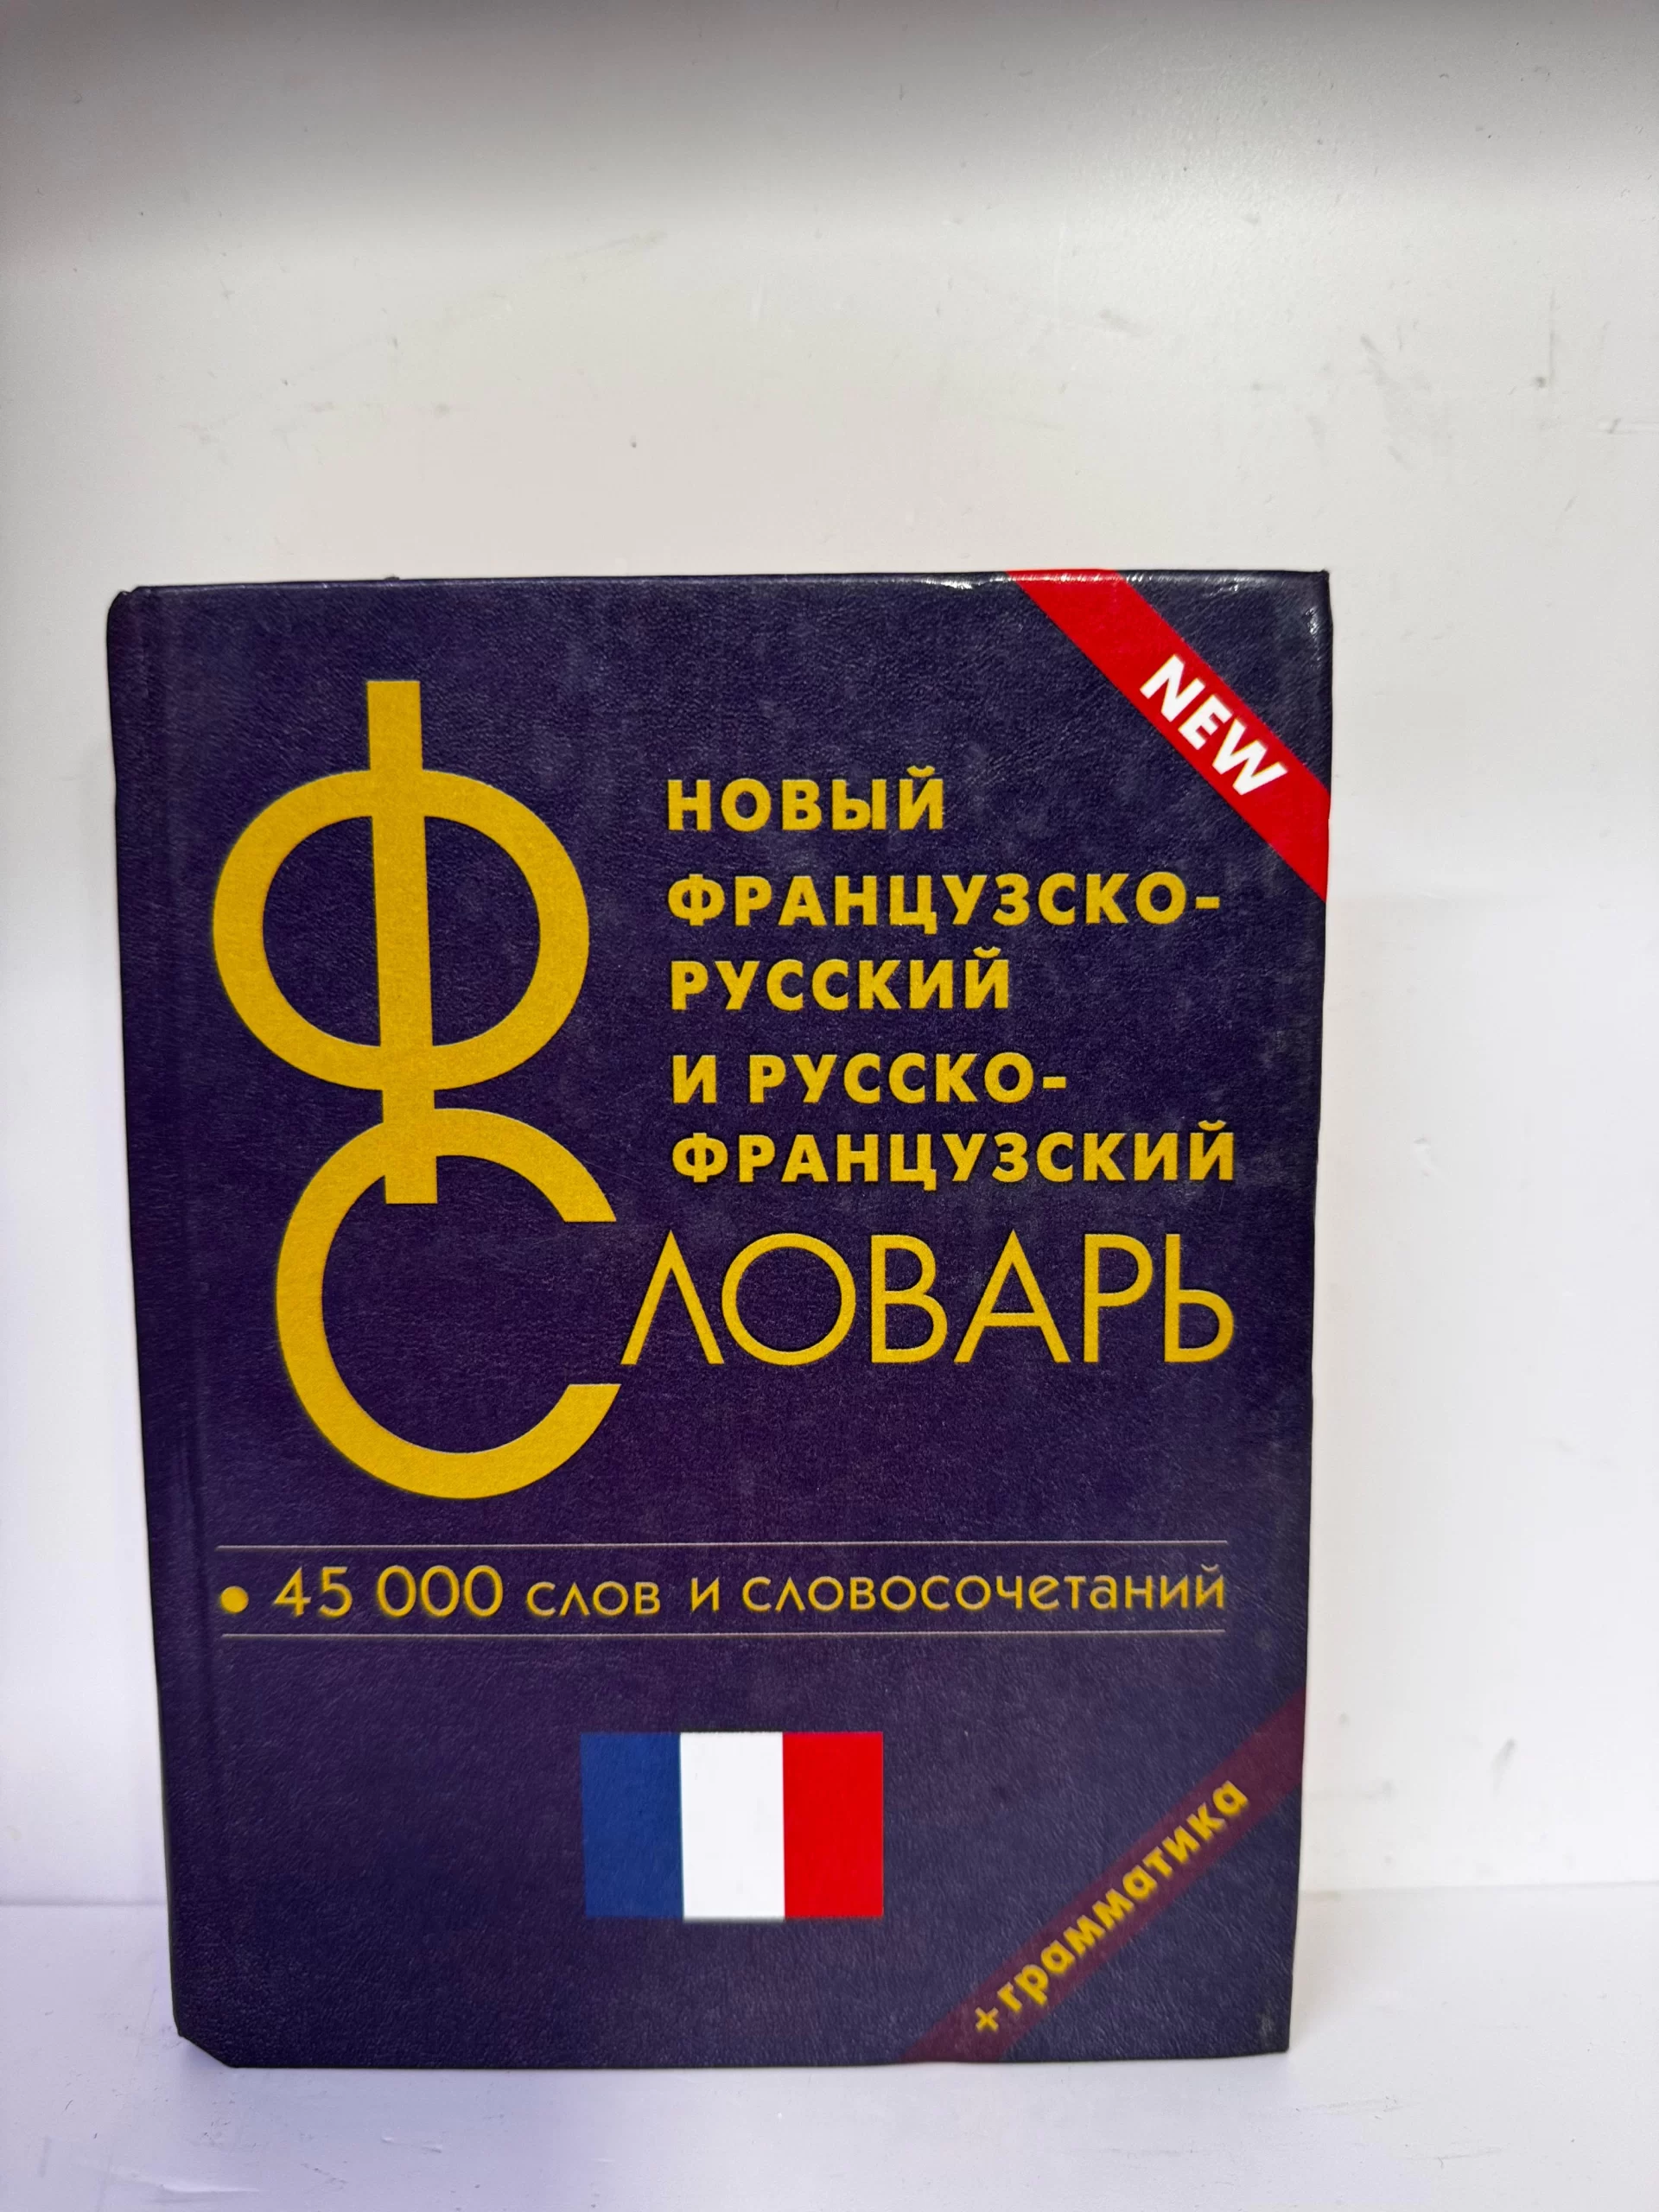 NEW
Ф
НОВЫЙ
ФРАНЦУЗСКО-
РУССКИЙ
И РУССКО-
ФРАНЦУЗСКИЙ
СЛОВАРЬ
• 45 000 слов и словосочетаний
+грамматика